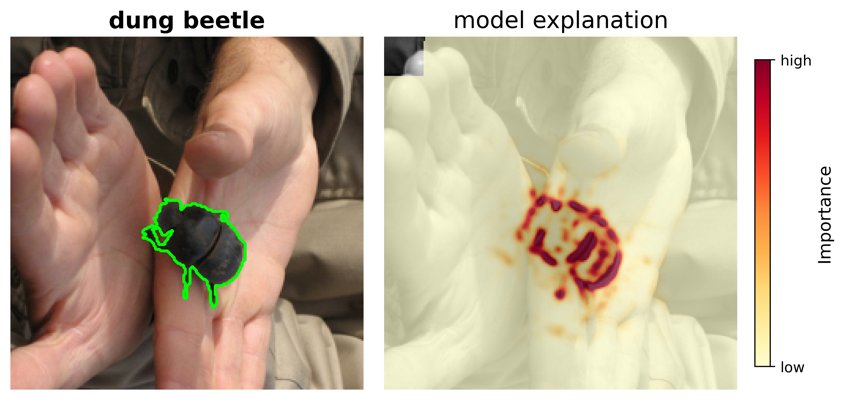 dung beetle
model explanation
high
Importance
low